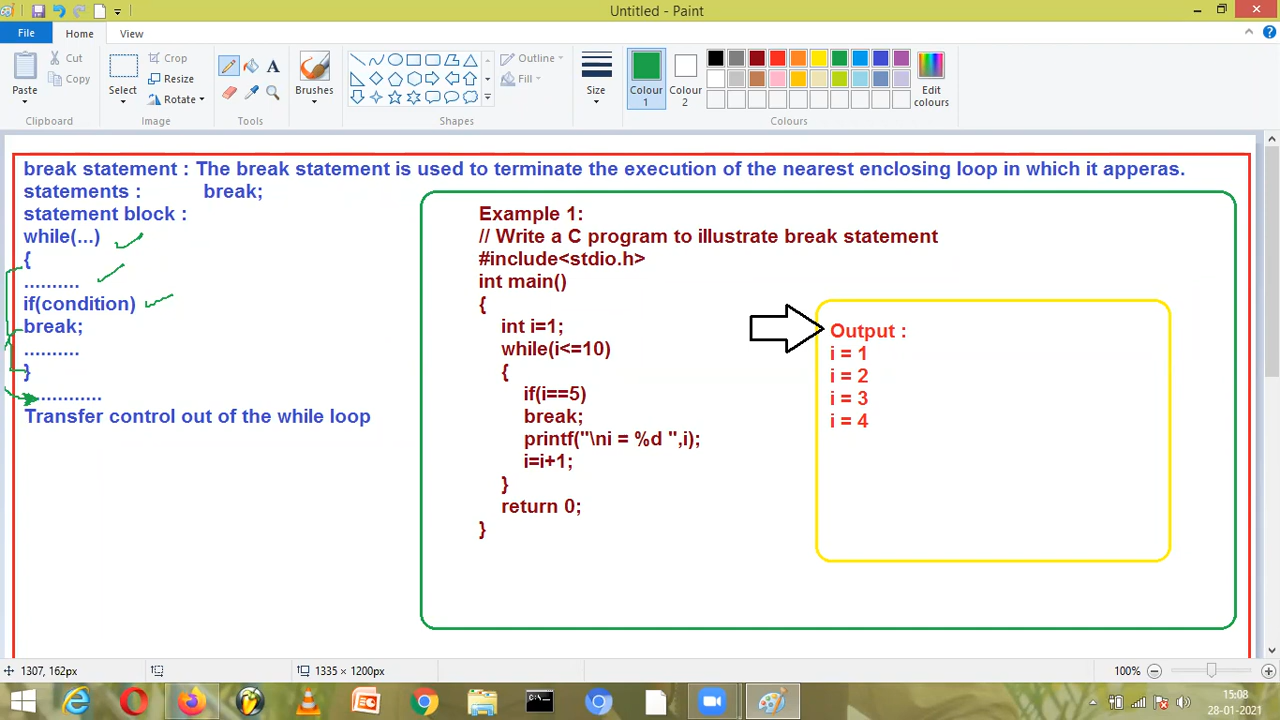 Untitled - Paint
File
Home
View
Paste
Cut
Copy
Clipboard
Select
Crop
Resize
Rotate
Image
A
Tools
Brushes
Outline
Fill
Shapes
Size
Colour 1
Colour 2
Edit colours
Colours
break statement : The break statement is used to terminate the execution of the nearest enclosing loop in which it apperas.
statements : break;
statement block :
while(...)
{
..........
if(condition)
break;
..........
}
...........
Transfer control out of the while loop
Example 1:
// Write a C program to illustrate break statement
#include<stdio.h>
int main()
{
int i=1;
while(i<=10)
{
if(i==5)
break;
printf("\ni = %d ",i);
i=i+1;
}
return 0;
}
Output :
i = 1
i = 2
i = 3
i = 4
1307, 162px
1335 × 1200px
100%
15:08
28-01-2021